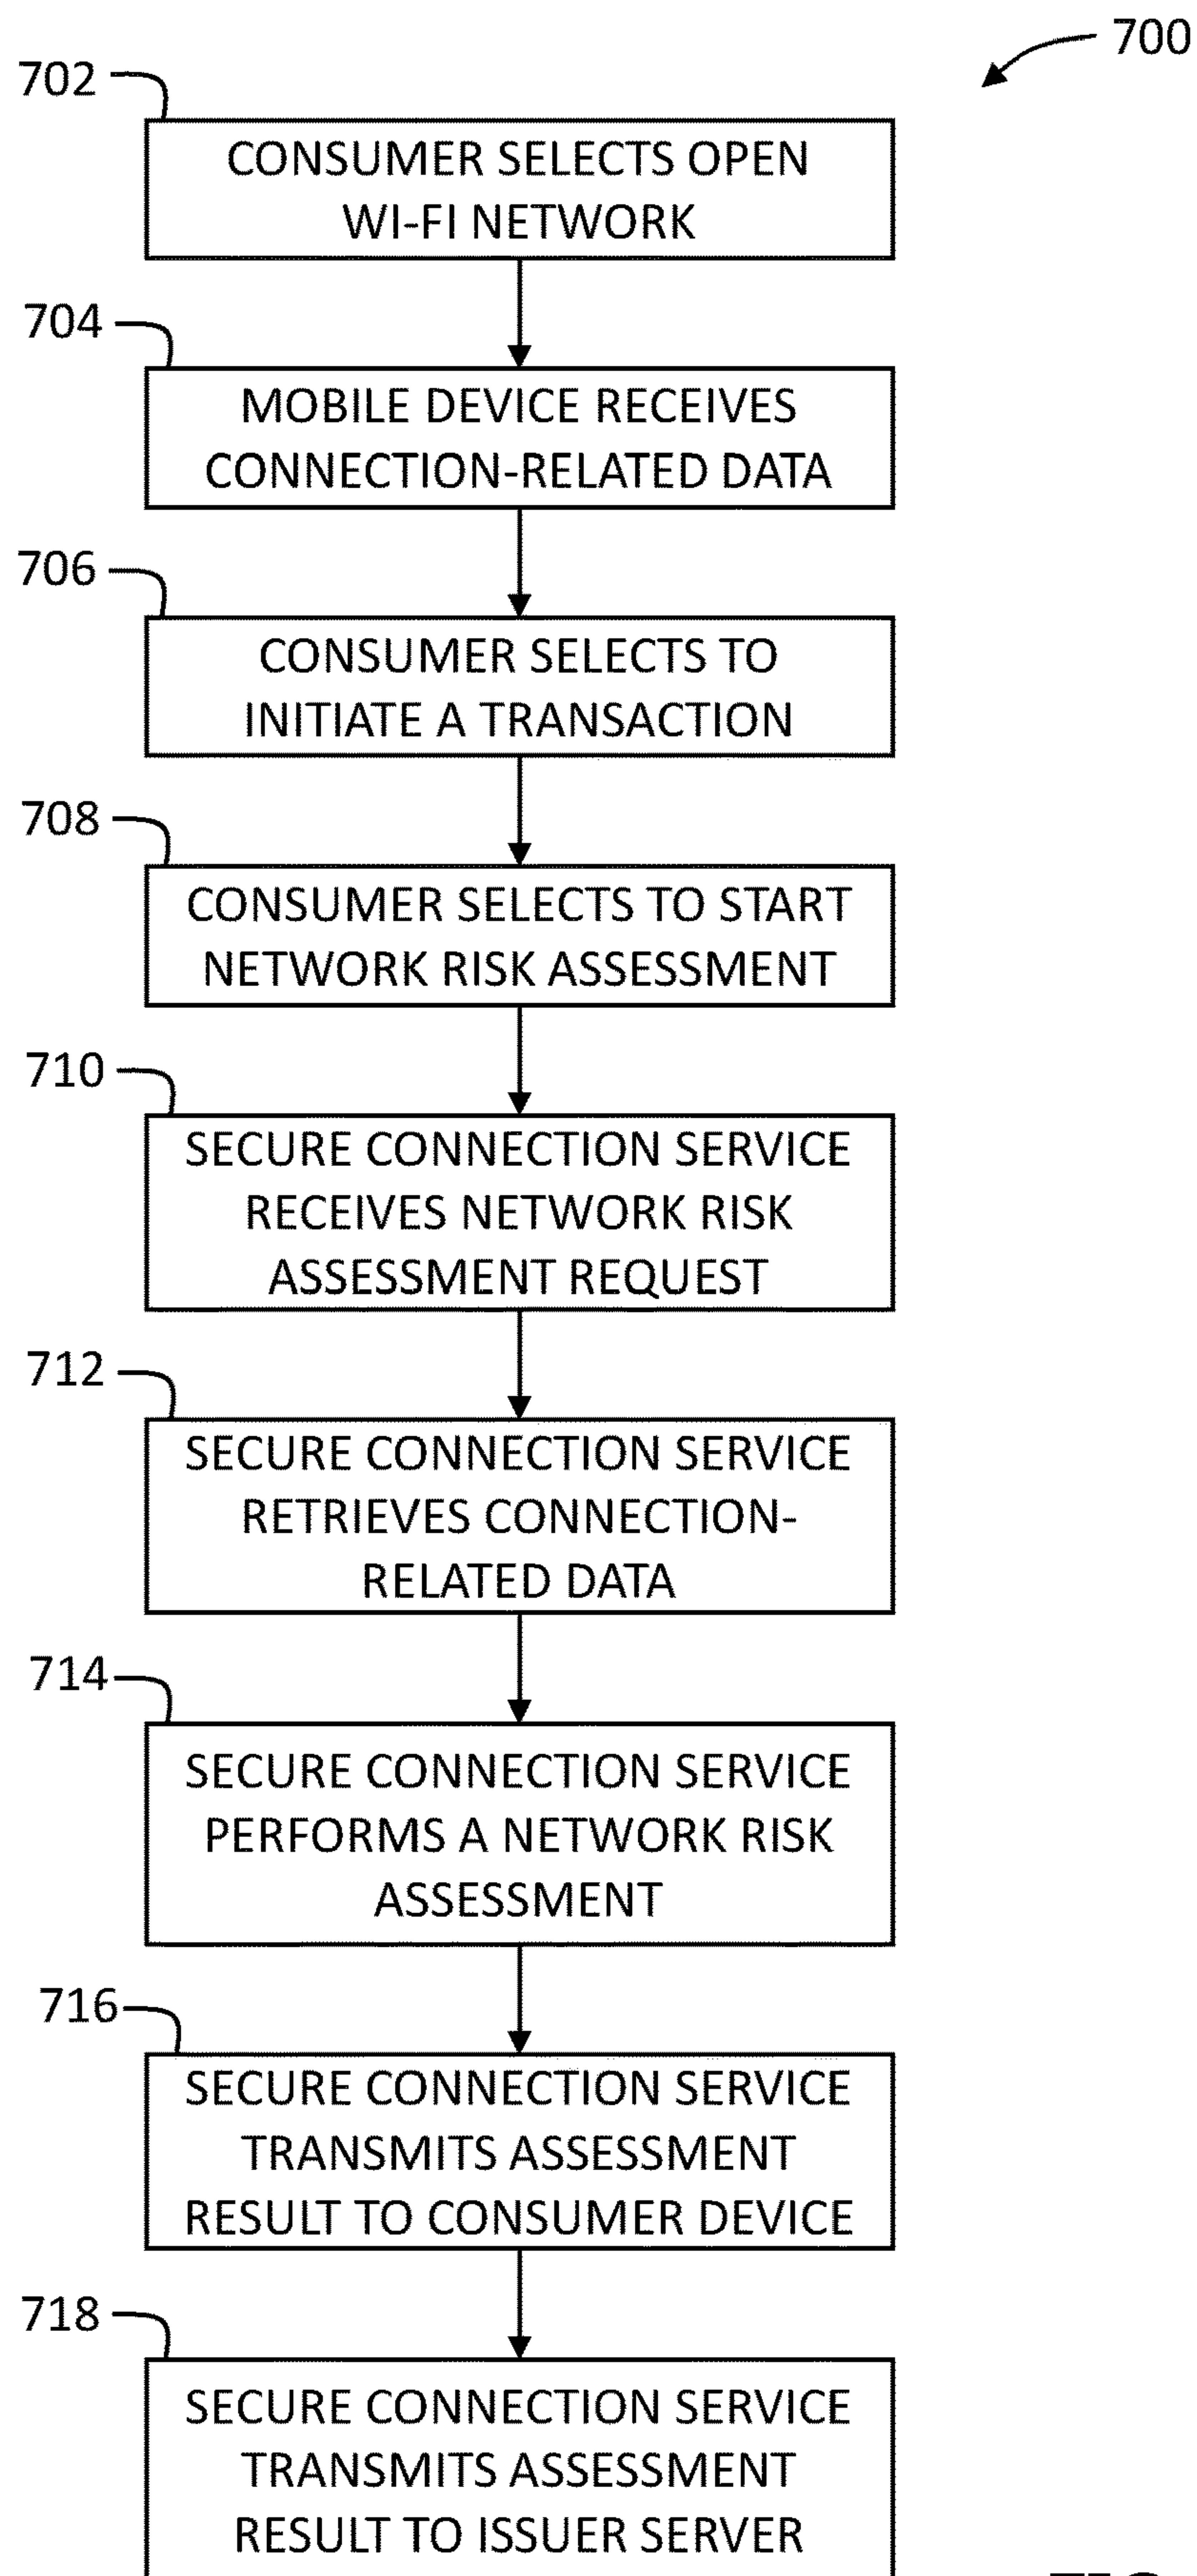 700
702
CONSUMER SELECTS OPEN
WI-FI NETWORK
704
MOBILE DEVICE RECEIVES
CONNECTION-RELATED DATA
706
CONSUMER SELECTS TO
INITIATE A TRANSACTION
708
CONSUMER SELECTS TO START
NETWORK RISK ASSESSMENT
710
SECURE CONNECTION SERVICE
RECEIVES NETWORK RISK
ASSESSMENT REQUEST
712
SECURE CONNECTION SERVICE
RETRIEVES CONNECTION-
RELATED DATA
714
SECURE CONNECTION SERVICE
PERFORMS A NETWORK RISK
ASSESSMENT
716
SECURE CONNECTION SERVICE
TRANSMITS ASSESSMENT
RESULT TO CONSUMER DEVICE
718
SECURE CONNECTION SERVICE
TRANSMITS ASSESSMENT
RESULT TO ISSUER SERVER